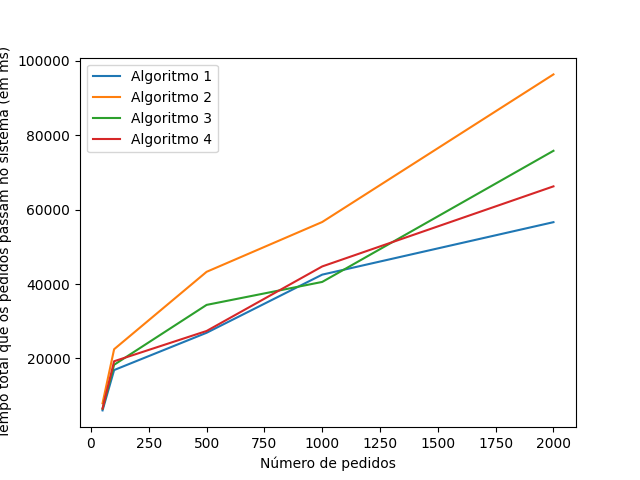 Algoritmo 1
Algoritmo 2
Algoritmo 3
Algoritmo 4
100000
80000
60000
40000
20000
Tempo total que os pedidos passam no sistema (em ms)
0 250 500 750 1000 1250 1500 1750 2000
Número de pedidos